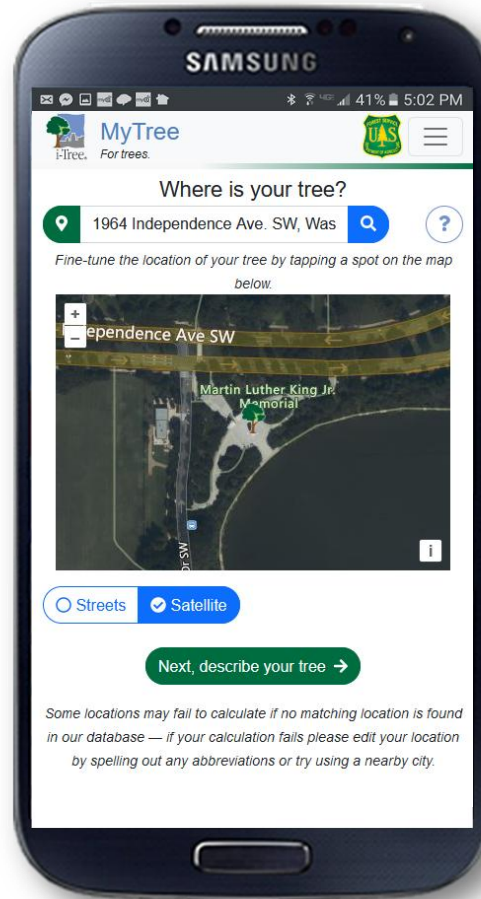 SAMSUNG
41% 5:02 PM
i-Tree.
MyTree
For trees.
FOREST SERVICE
UAS
Where is your tree?
1964 Independence Ave. SW, Was
?
Fine-tune the location of your tree by tapping a spot on the map
below.
+
−
Independence Ave SW
Martin Luther King Jr.
Memorial
or SW
i
Streets
Satellite
Next, describe your tree →
Some locations may fail to calculate if no matching location is found
in our database — if your calculation fails please edit your location
by spelling out any abbreviations or try using a nearby city.